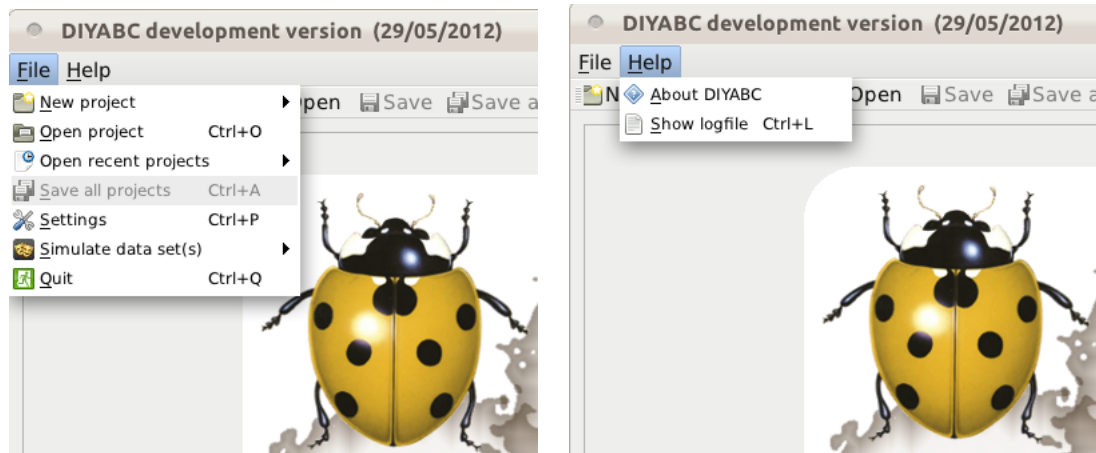 DIYABC development version (29/05/2012)
File Help
New project
Open project Ctrl+O
Open recent projects
Save all projects Ctrl+A
Settings Ctrl+P
Simulate data set(s)
Quit Ctrl+Q
Save Save a
DIYABC development version (29/05/2012)
File Help
About DIYABC
Show logfile Ctrl+L
Open Save Save a